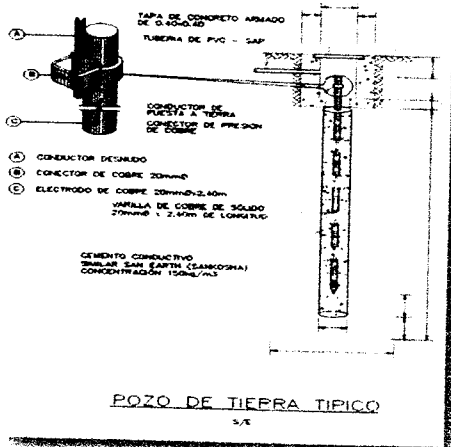 TAPA DE CONCRETO ARMADO
DE 0.40x0.40
TUBERIA DE PVC - SAP
A
B
CONDUCTOR DE
PUESTA A TIERRA
CONECTOR DE PRESION
DE COBRE
C
A CONDUCTOR DESNUDO
B CONECTOR DE COBRE 20mmØ
C ELECTRODO DE COBRE 20mmØx2.40m
VARILLA DE COBRE DE SOLIDO
20mmØ x 2.40m DE LONGITUD
CEMENTO CONDUCTIVO
SIMILAR SAN EARTH (SANKOSHA)
CONCENTRACIÓN 150KG/m3
POZO DE TIERRA TIPICO
S/E